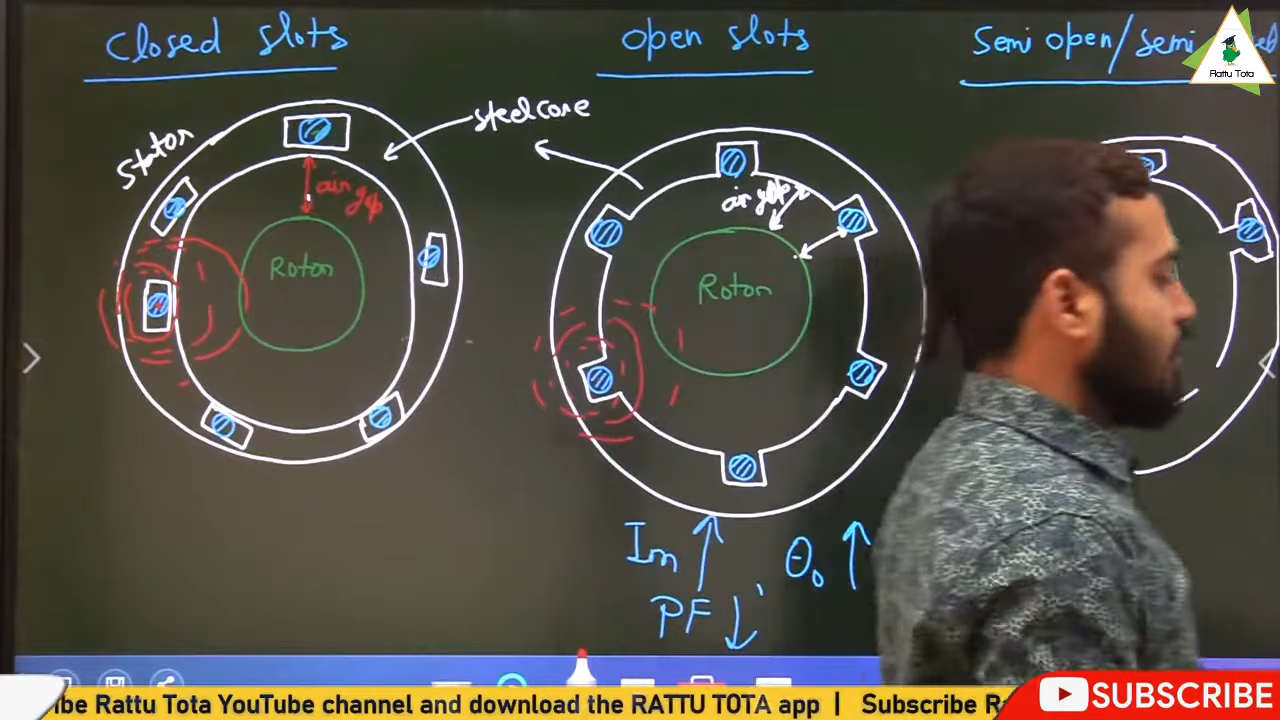 Closed slots
open slots
Semi open/semi
Rattu Tota
Stator
steel core
air gap
air gap
Rotor
Rotor
Im ↑
θ₀ ↑
PF ↓
be Rattu Tota YouTube channel and download the RATTU TOTA app | Subscribe Ra
SUBSCRIBE